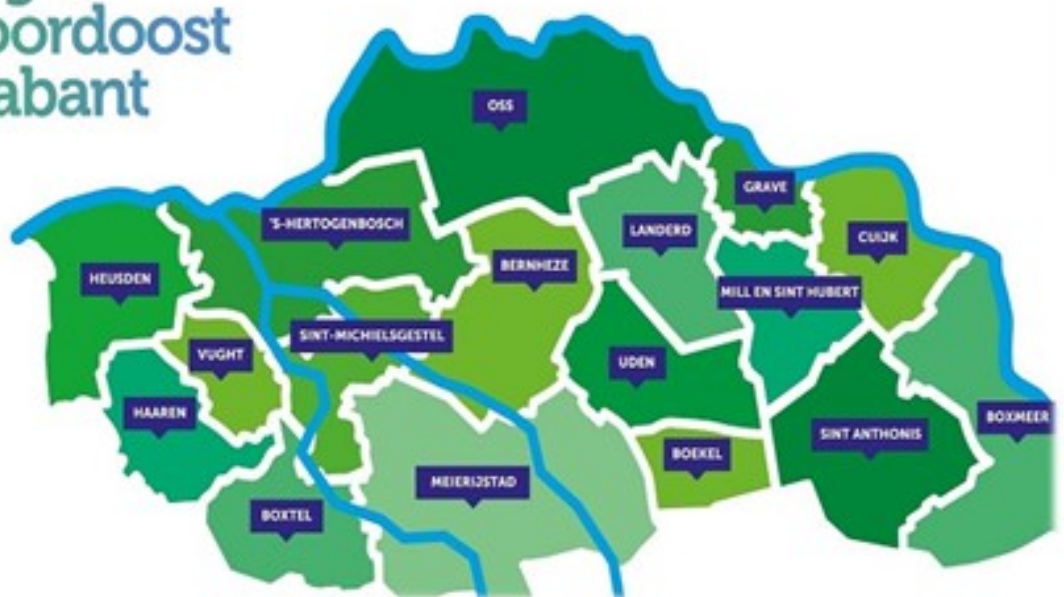 oordoost
abant
OSS
GRAVE
'S-HERTOGENBOSCH
LANDERD
CUIJK
BERNHEZE
HEUSDEN
MILL EN SINT HUBERT
SINT-MICHIELSGESTEL
VUGHT
UDEN
HAAREN
BOXMEER
SINT ANTHONIS
BOEKEL
MEIERIJSTAD
BOXTEL